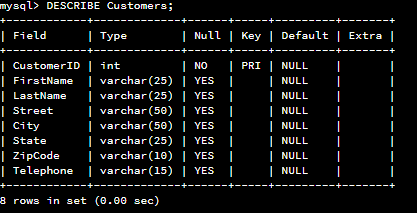 mysql> DESCRIBE Customers;
+------------+-------------+------+-----+---------+-------+
| Field      | Type        | Null | Key | Default | Extra |
+------------+-------------+------+-----+---------+-------+
| CustomerID | int         | NO   | PRI | NULL    |       |
| FirstName  | varchar(25) | YES  |     | NULL    |       |
| LastName   | varchar(25) | YES  |     | NULL    |       |
| Street     | varchar(50) | YES  |     | NULL    |       |
| City       | varchar(50) | YES  |     | NULL    |       |
| State      | varchar(25) | YES  |     | NULL    |       |
| ZipCode    | varchar(10) | YES  |     | NULL    |       |
| Telephone  | varchar(15) | YES  |     | NULL    |       |
+------------+-------------+------+-----+---------+-------+
8 rows in set (0.00 sec)